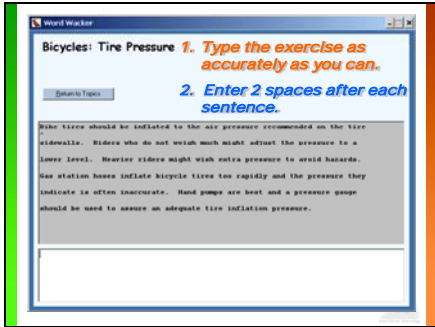 Word Wacker
Bicycles: Tire Pressure
1. Type the exercise as
accurately as you can.
Return to Topics
2. Enter 2 spaces after each
sentence.
Bike tires should be inflated to the air pressure recommended on the tire
sidewalls.  Riders who do not weigh much might adjust the pressure to a
lower level.  Heavier riders might wish extra pressure to avoid hazards.
Gas station hoses inflate bicycle tires too rapidly and the pressure they
indicate is often inaccurate.  Hand pumps are best and a pressure gauge
should be used to assure an adequate tire inflation pressure.